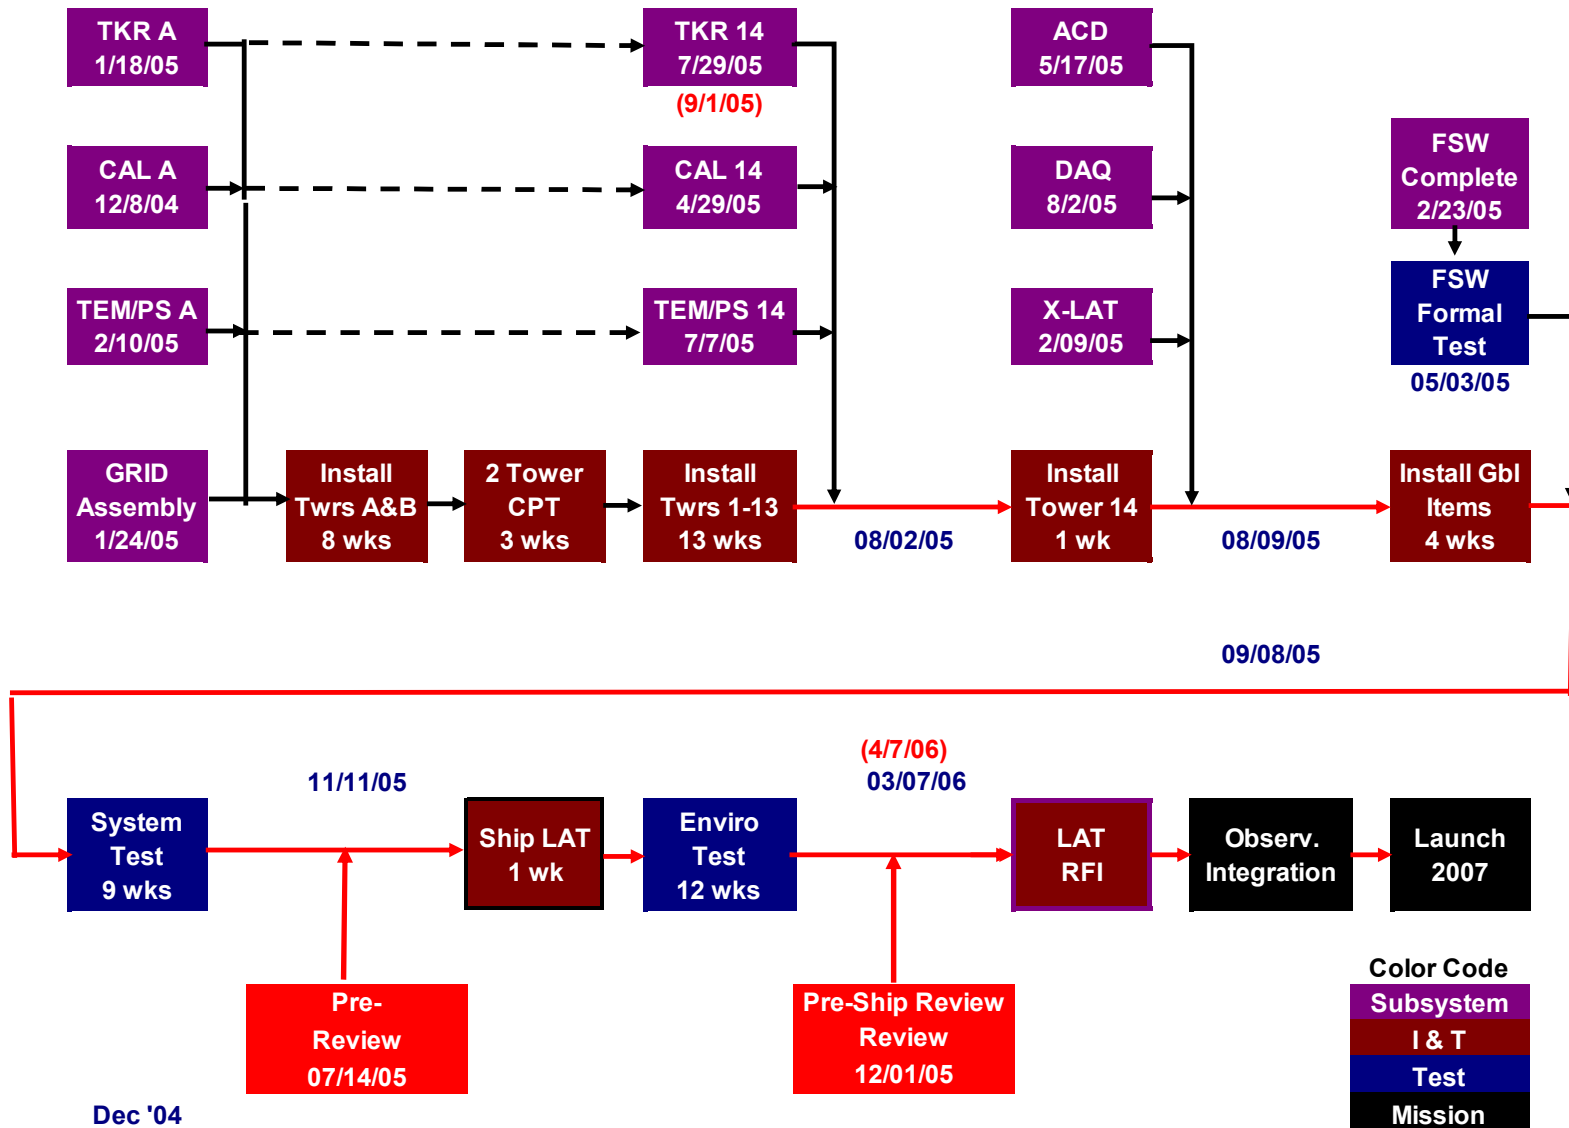 TKR A
1/18/05
TKR 14
7/29/05
(9/1/05)
ACD
5/17/05
CAL A
12/8/04
CAL 14
4/29/05
DAQ
8/2/05
FSW
Complete
2/23/05
TEM/PS A
2/10/05
TEM/PS 14
7/7/05
X-LAT
2/09/05
FSW
Formal
Test
05/03/05
GRID
Assembly
1/24/05
Install
Twrs A&B
8 wks
2 Tower
CPT
3 wks
Install
Twrs 1-13
13 wks
08/02/05
Install
Tower 14
1 wk
08/09/05
Install Gbl
Items
4 wks
09/08/05
System
Test
9 wks
11/11/05
Ship LAT
1 wk
Enviro
Test
12 wks
(4/7/06)
03/07/06
LAT
RFI
Observ.
Integration
Launch
2007
Pre-
Review
07/14/05
Pre-Ship Review
Review
12/01/05
Color Code
Subsystem
I & T
Test
Mission
Dec '04